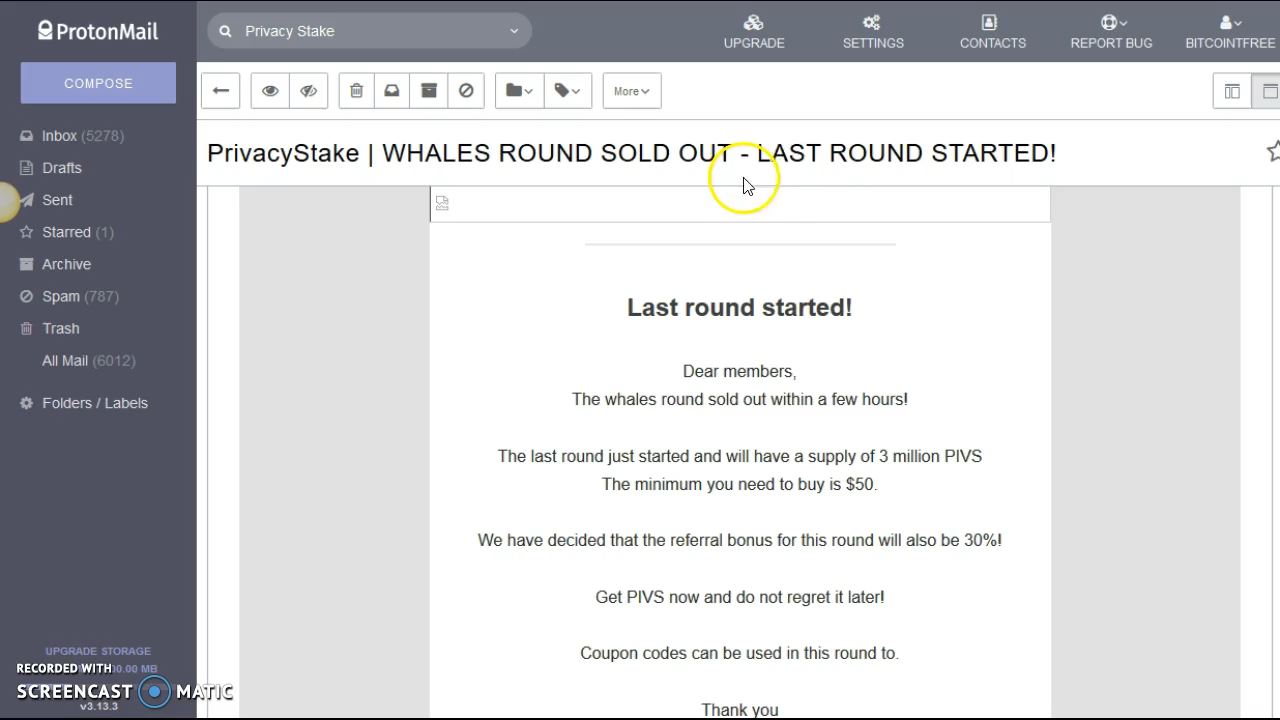 ProtonMail
Privacy Stake
UPGRADE
SETTINGS
CONTACTS
REPORT BUG
BITCOINTFREE
COMPOSE
More
Inbox (5278)
Drafts
Sent
Starred (1)
Archive
Spam (787)
Trash
All Mail (6012)
Folders / Labels
PrivacyStake | WHALES ROUND SOLD OUT - LAST ROUND STARTED!
Last round started!
Dear members,
The whales round sold out within a few hours!
The last round just started and will have a supply of 3 million PIVS
The minimum you need to buy is $50.
We have decided that the referral bonus for this round will also be 30%!
Get PIVS now and do not regret it later!
Coupon codes can be used in this round to.
Thank you
UPGRADE STORAGE
RECORDED WITH
00.00 MB
SCREENCAST MATIC
v3.13.3